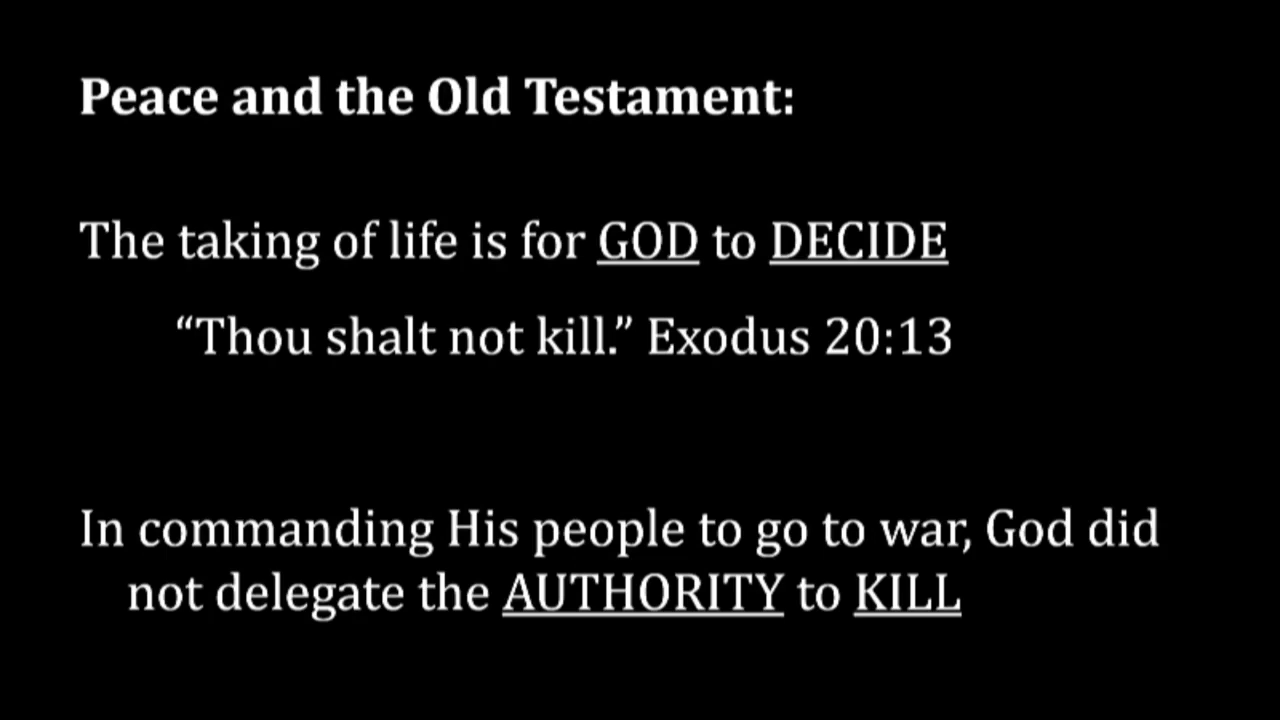 Peace and the Old Testament:
The taking of life is for GOD to DECIDE
“Thou shalt not kill.” Exodus 20:13
In commanding His people to go to war, God did
not delegate the AUTHORITY to KILL